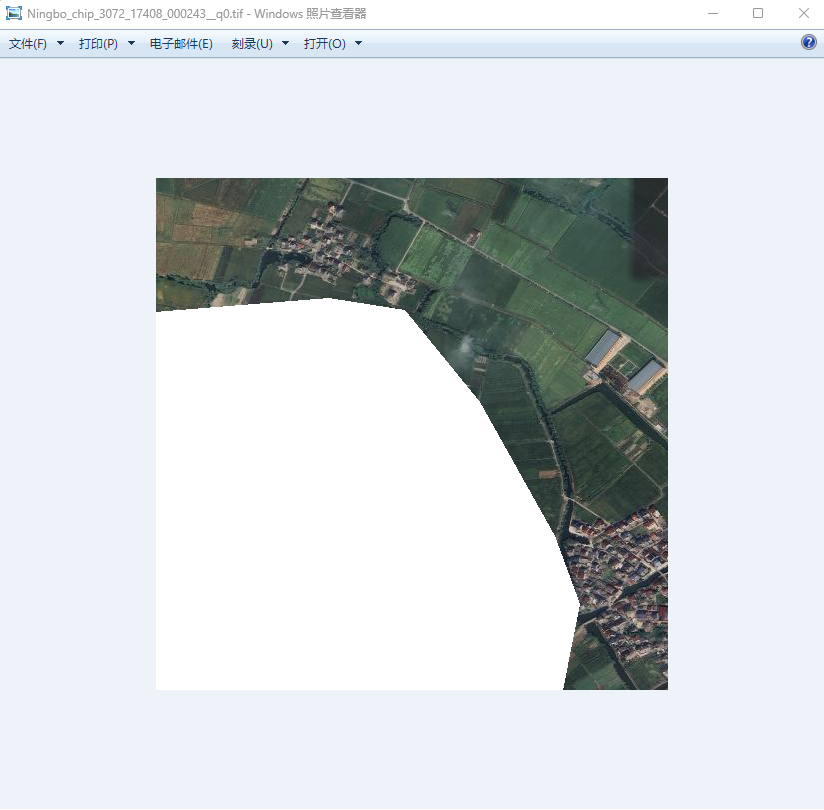 Ningbo_chip_3072_17408_000243__q0.tif - Windows 照片查看器
文件(F) 打印(P) 电子邮件(E) 刻录(U) 打开(O)